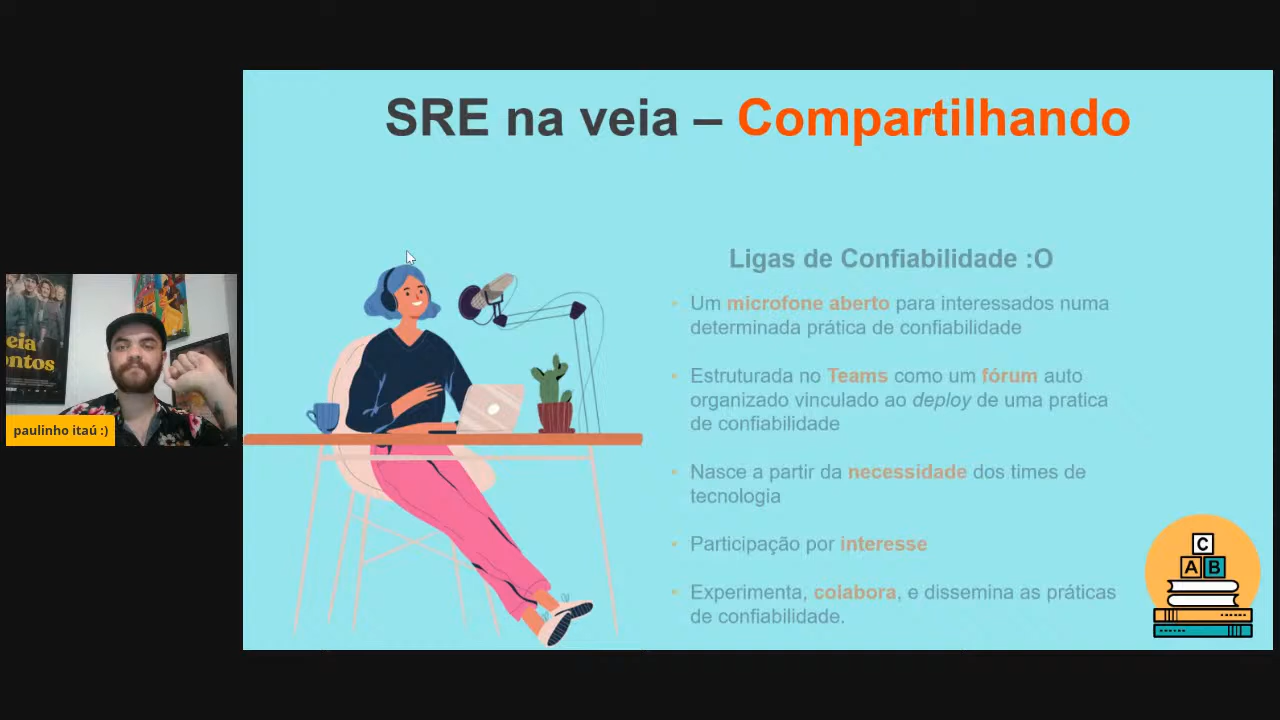 SRE na veia – Compartilhando
Ligas de Confiabilidade :O
• Um microfone aberto para interessados numa
determinada prática de confiabilidade
• Estruturada no Teams como um fórum auto
organizado vinculado ao deploy de uma pratica
de confiabilidade
• Nasce a partir da necessidade dos times de
tecnologia
• Participação por interesse
• Experimenta, colabora, e dissemina as práticas
de confiabilidade.
eia
ontos
paulinho itaú :)
C
A B